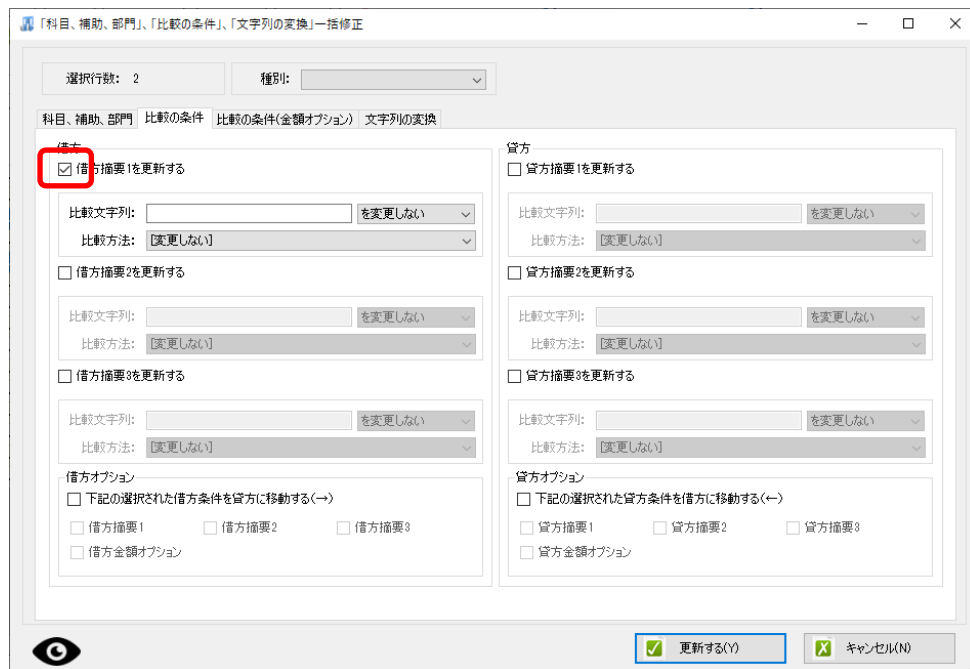 「科目、補助、部門」、「比較の条件」、「文字列の変換」一括修正
選択行数: 2 種別:
科目、補助、部門 比較の条件 比較の条件(金額オプション) 文字列の変換
借方
借方摘要1を更新する
比較文字列: を変更しない
比較方法: [変更しない]
借方摘要2を更新する
比較文字列: を変更しない
比較方法: [変更しない]
借方摘要3を更新する
比較文字列: を変更しない
比較方法: [変更しない]
借方オプション
下記の選択された借方条件を貸方に移動する(→)
借方摘要1 借方摘要2 借方摘要3
借方金額オプション
貸方
貸方摘要1を更新する
比較文字列: を変更しない
比較方法: [変更しない]
貸方摘要2を更新する
比較文字列: を変更しない
比較方法: [変更しない]
貸方摘要3を更新する
比較文字列: を変更しない
比較方法: [変更しない]
貸方オプション
下記の選択された貸方条件を借方に移動する(←)
貸方摘要1 貸方摘要2 貸方摘要3
貸方金額オプション
更新する(Y) キャンセル(N)